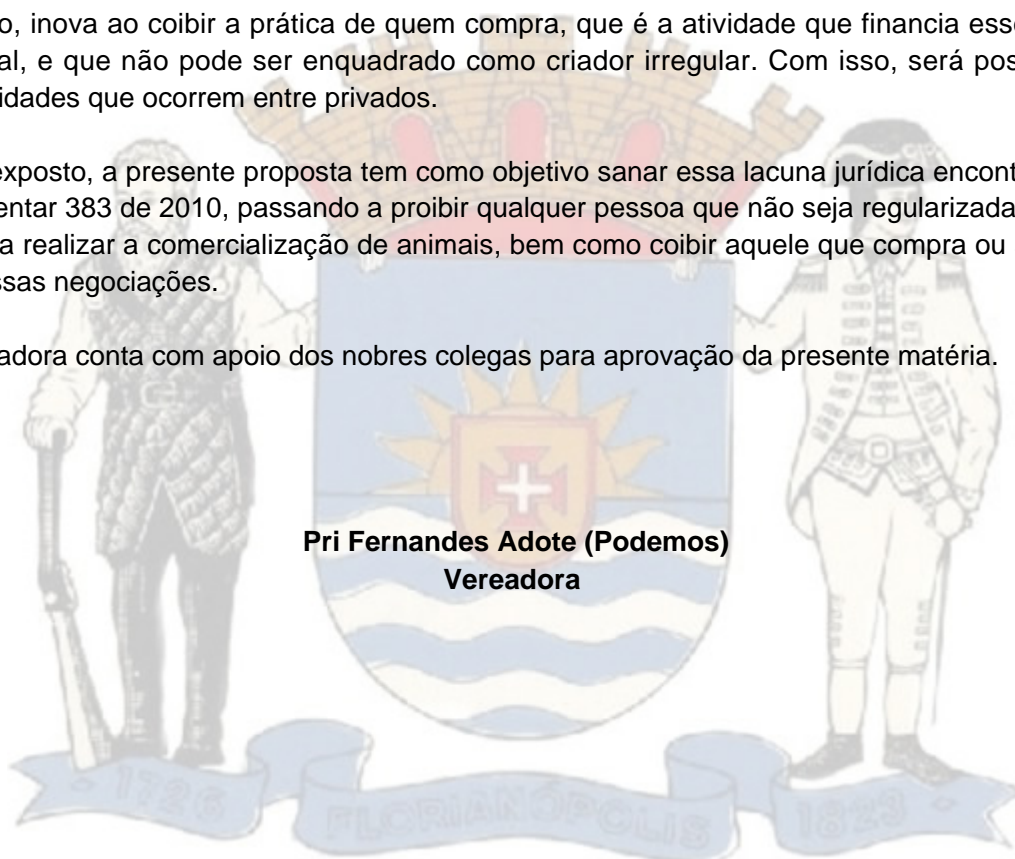 o, inova ao coibir a prática de quem compra, que é a atividade que financia esse
al, e que não pode ser enquadrado como criador irregular. Com isso, será pos
idades que ocorrem entre privados.
exposto, a presente proposta tem como objetivo sanar essa lacuna jurídica encont
entar 383 de 2010, passando a proibir qualquer pessoa que não seja regularizada
a realizar a comercialização de animais, bem como coibir aquele que compra ou
ssas negociações.
adora conta com apoio dos nobres colegas para aprovação da presente matéria.
Pri Fernandes Adote (Podemos)
Vereadora
1726 FLORIANÓPOLIS 1823